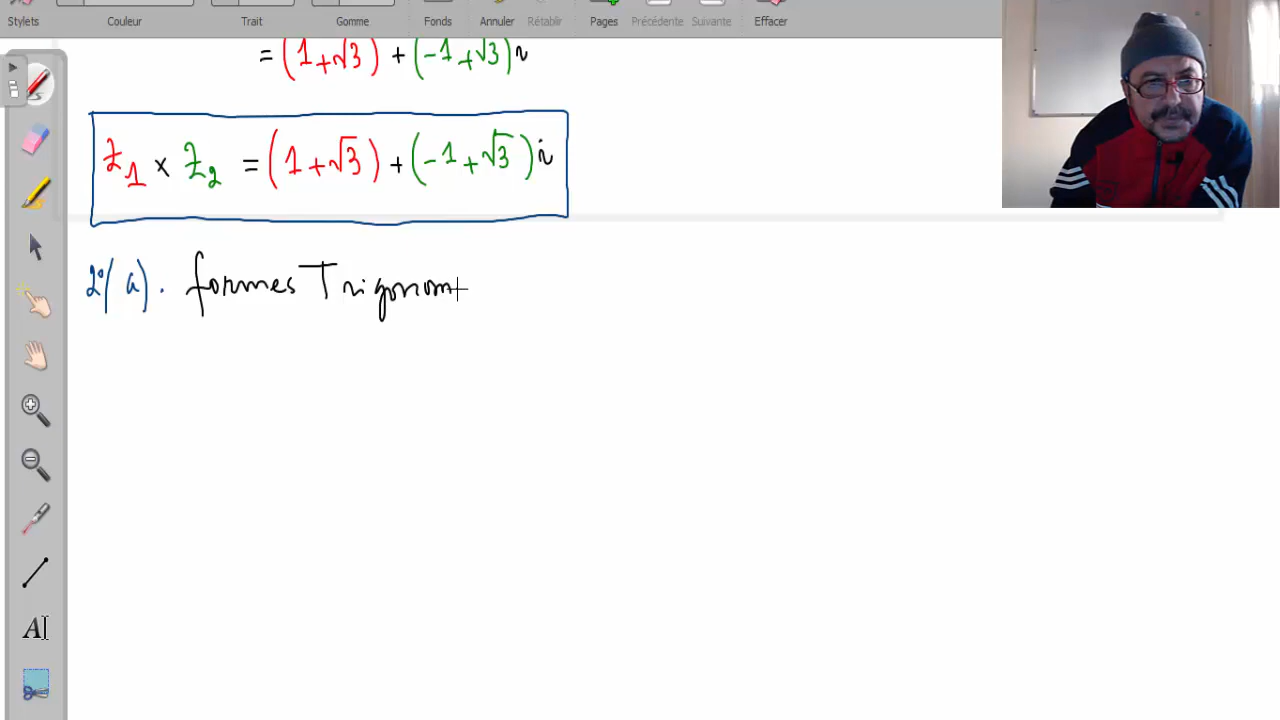 Stylets Couleur Trait Gomme Fonds Annuler Rétablir Pages Précédente Suivante Effacer
= (1+√3) + (-1+√3)i
z₁ × z₂ = (1+√3) + (-1+√3)i
2°/ a). formes Trigonomt
A